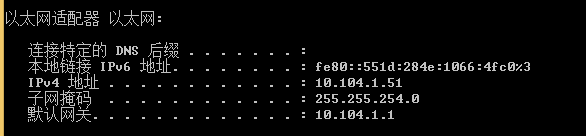 以太网适配器 以太网:
连接特定的 DNS 后缀 . . . . . . . :
本地链接 IPv6 地址. . . . . . . . : fe80::551d:284e:1066:4fc0%3
IPv4 地址 . . . . . . . . . . . . : 10.104.1.51
子网掩码 . . . . . . . . . . . . : 255.255.254.0
默认网关. . . . . . . . . . . . . : 10.104.1.1